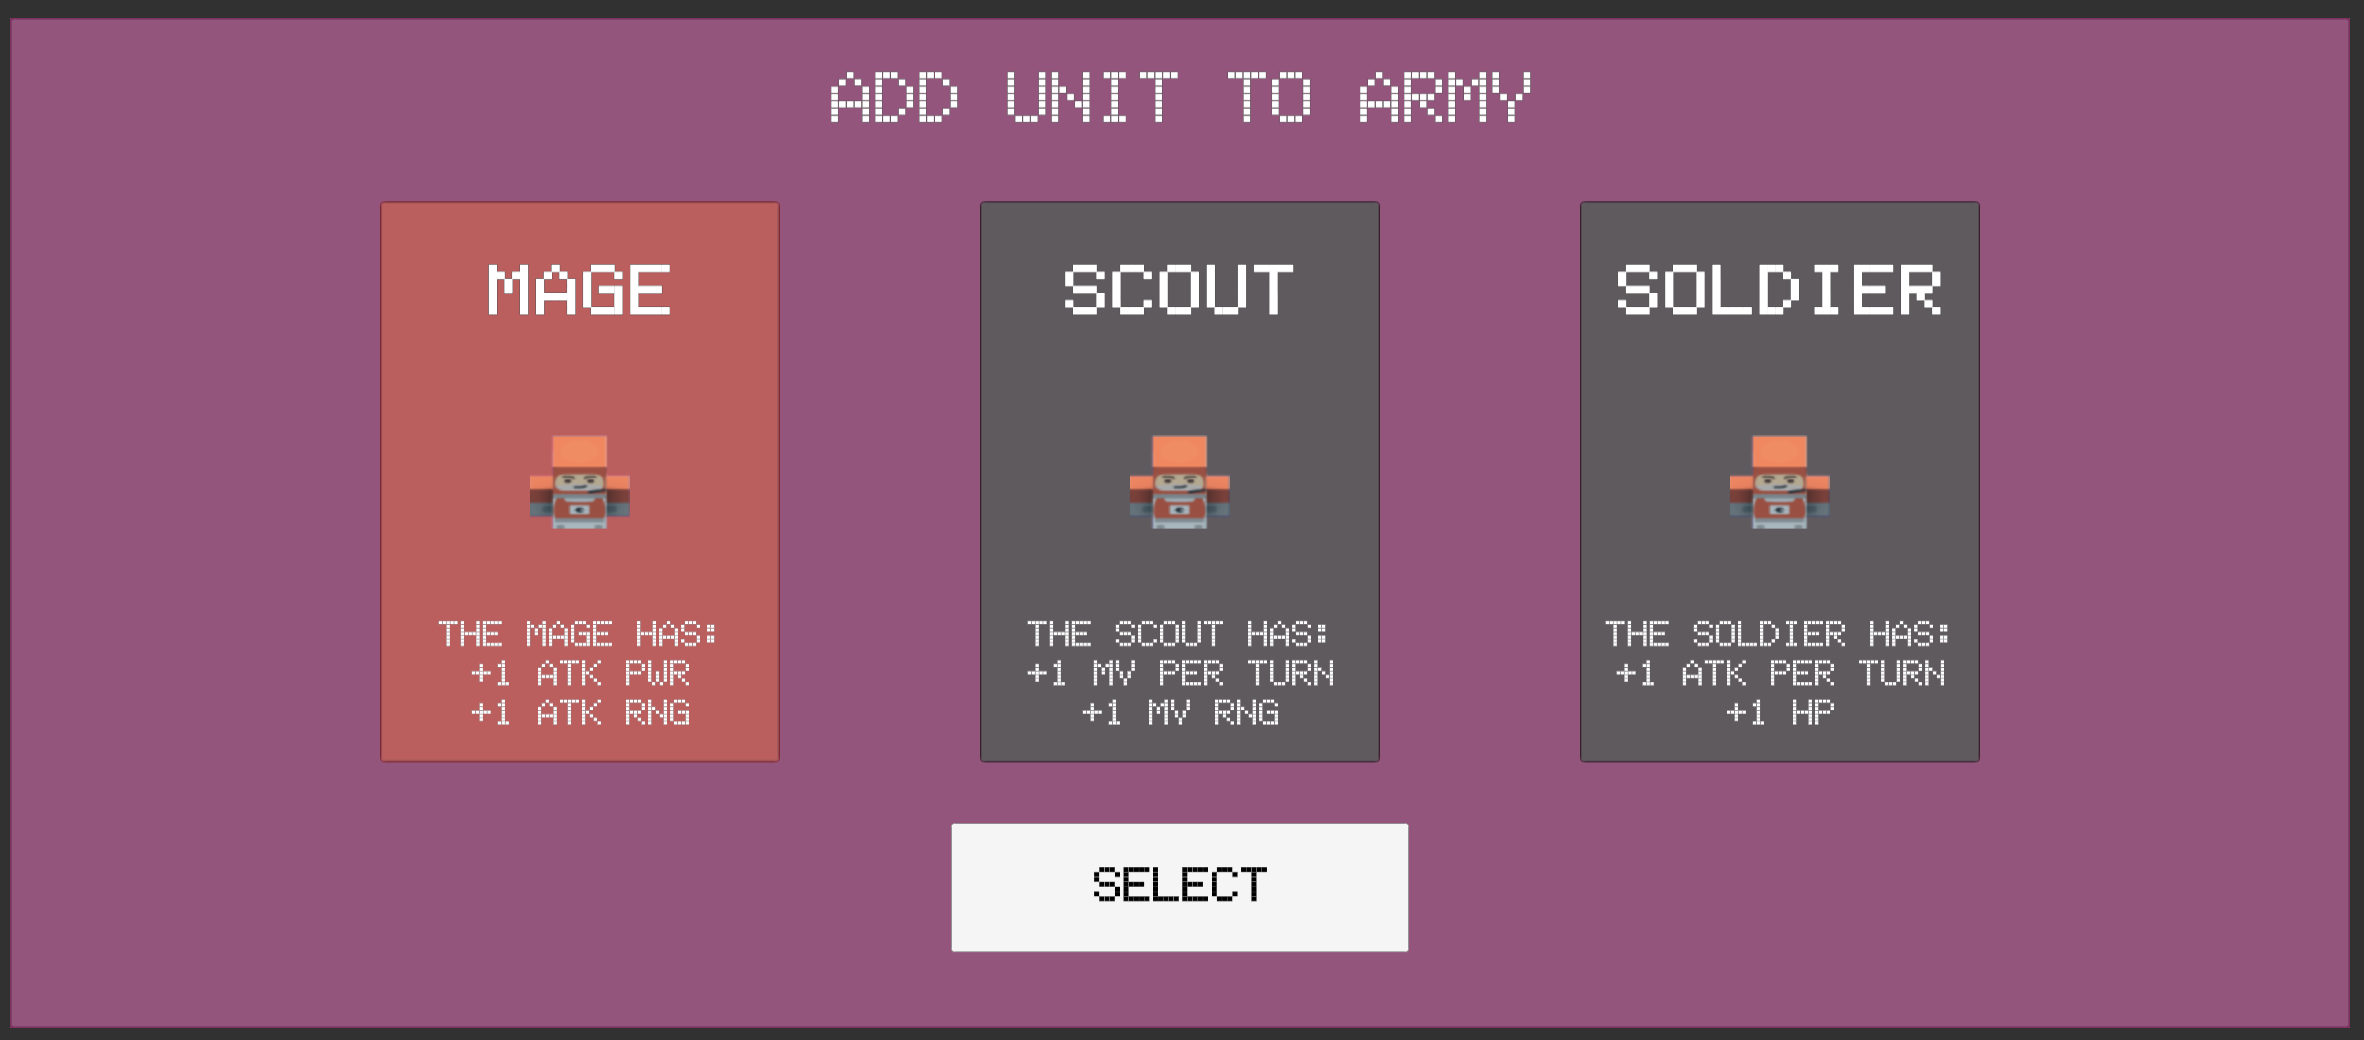 ADD UNIT TO ARMY
MAGE
THE MAGE HAS:
+1 ATK PWR
+1 ATK RNG
SCOUT
THE SCOUT HAS:
+1 MV PER TURN
+1 MV RNG
SOLDIER
THE SOLDIER HAS:
+1 ATK PER TURN
+1 HP
SELECT